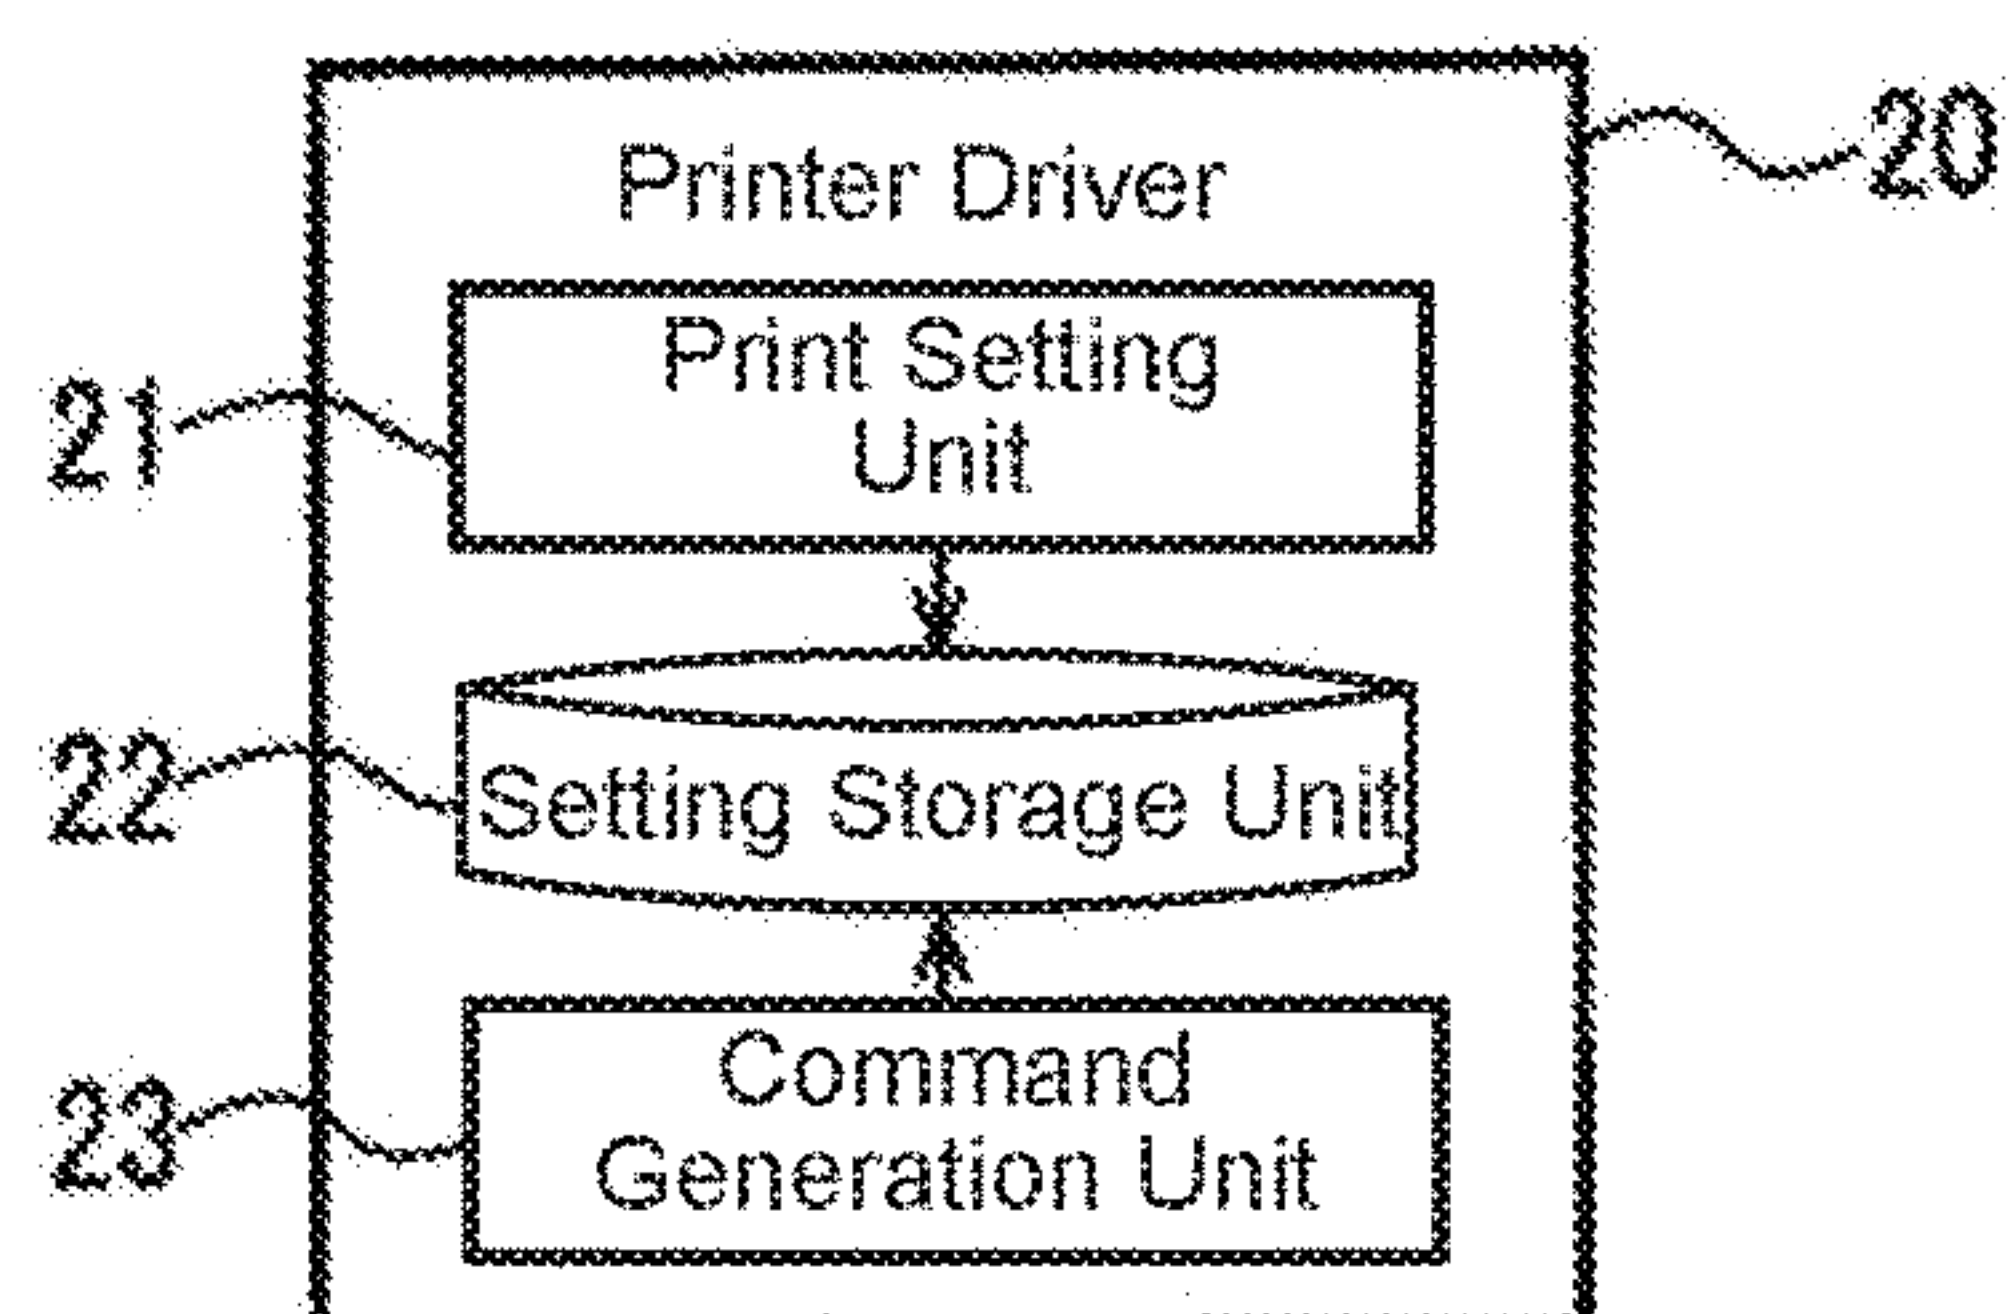 Printer Driver
20
Print Setting
Unit
21
Setting Storage Unit
22
Command
Generation Unit
23